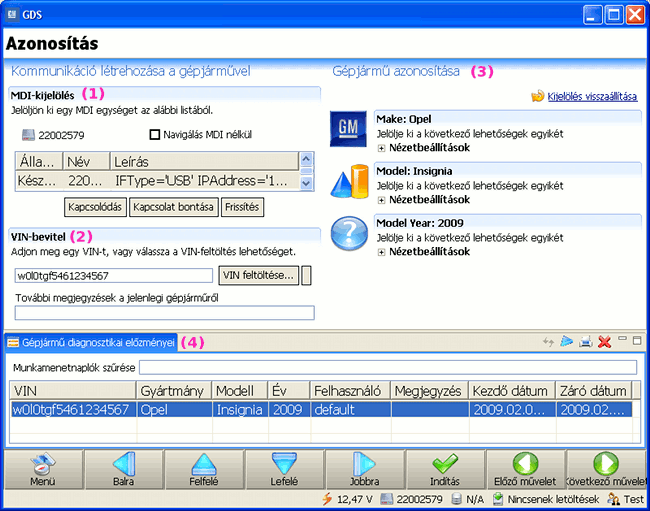 GDS
Azonosítás
Kommunikáció létrehozása a gépjárművel
Gépjármű azonosítása (3)
MDI-kijelölés (1)
Jelöljön ki egy MDI egységet az alábbi listából.
Kijelölés visszaállítása
22002579 Navigálás MDI nélkül
GM
Make: Opel
Jelölje ki a következő lehetőségek egyikét
Nézetbeállítások
Álla... Név Leírás
Kész... 220... IFType='USB' IPAddress='1...
Model: Insignia
Jelölje ki a következő lehetőségek egyikét
Nézetbeállítások
Kapcsolódás Kapcsolat bontása Frissítés
Model Year: 2009
Jelölje ki a következő lehetőségek egyikét
Nézetbeállítások
VIN-bevitel (2)
Adjon meg egy VIN-t, vagy válassza a VIN-feltöltés lehetőséget.
w0l0tgf5461234567 VIN feltöltése...
További megjegyzések a jelenlegi gépjárműről
Gépjármű diagnosztikai előzményei (4)
Munkamenetnaplók szűrése
VIN Gyártmány Modell Év Felhasználó Megjegyzés Kezdő dátum Záró dátum
w0l0tgf5461234567 Opel Insignia 2009 default 2009.02.0... 2009.02....
Menü Balra Felfelé Lefelé Jobbra Indítás Előző művelet Következő művelet
12,47 V 22002579 N/A Nincsenek letöltések Test